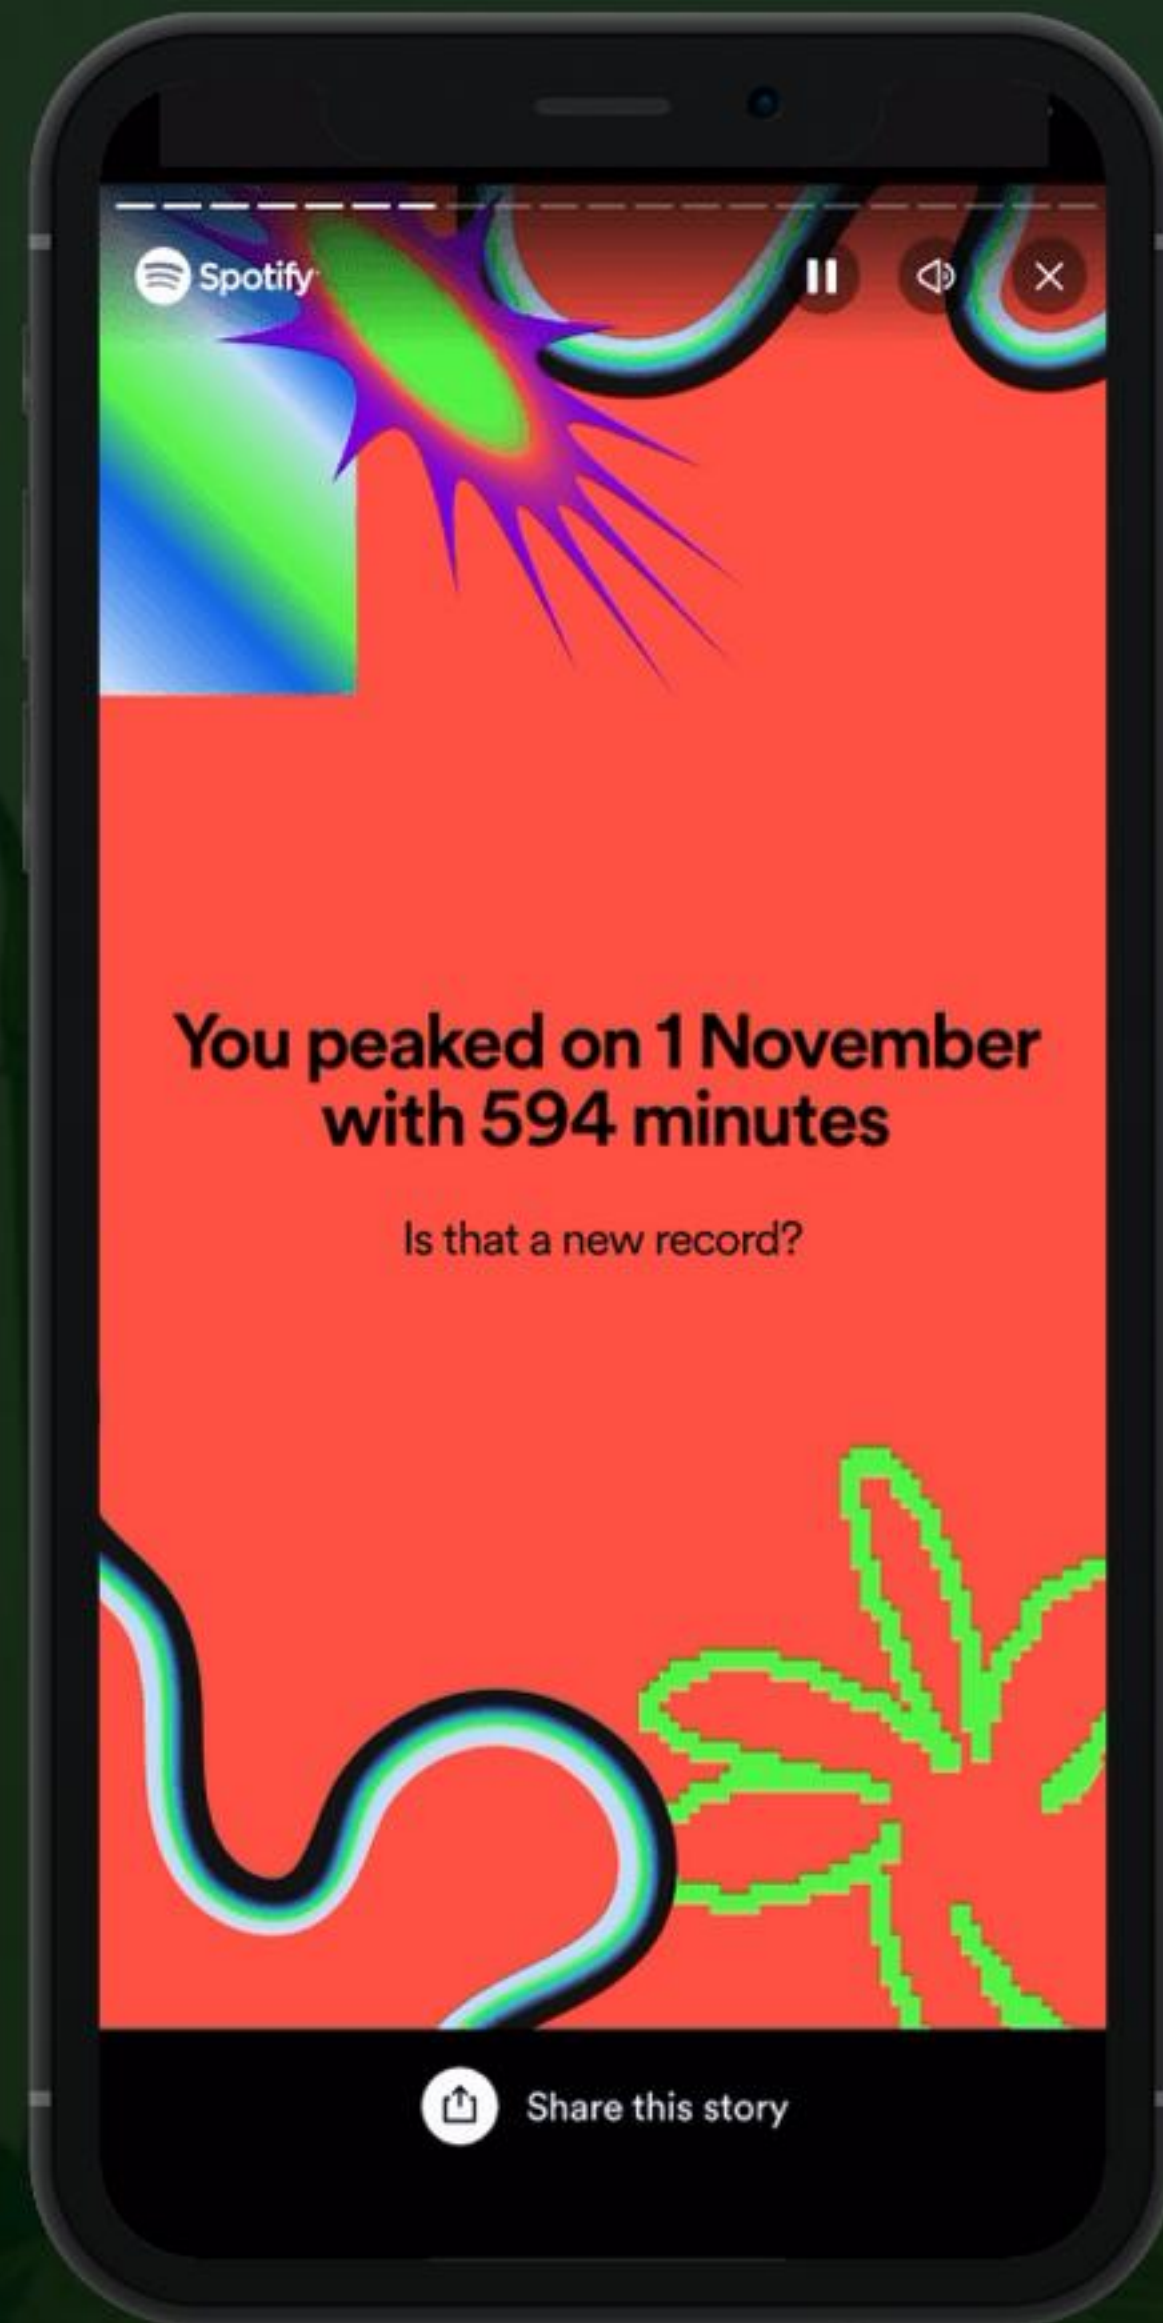 Spotify
You peaked on 1 November
with 594 minutes
Is that a new record?
Share this story